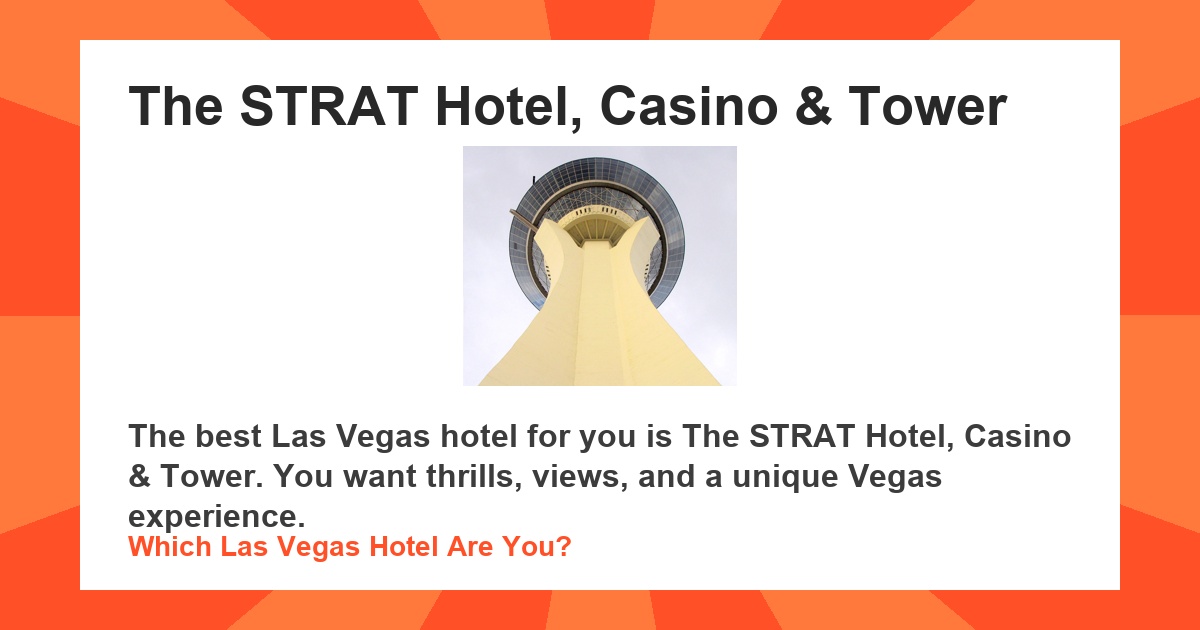 The STRAT Hotel, Casino & Tower
The best Las Vegas hotel for you is The STRAT Hotel, Casino
& Tower. You want thrills, views, and a unique Vegas
experience.
Which Las Vegas Hotel Are You?